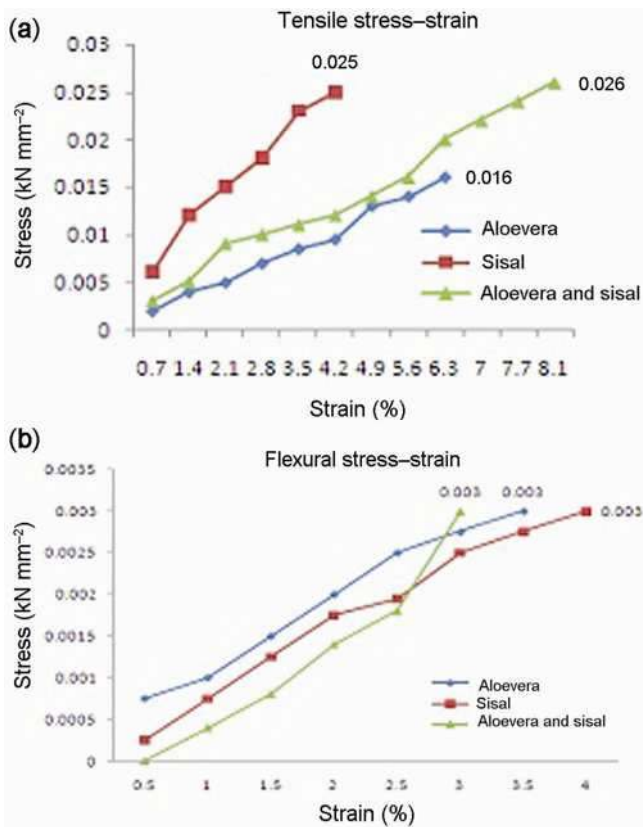 (a)
Tensile stress–strain
Stress (kN mm⁻²)
0.03
0.025
0.02
0.015
0.01
0.005
0
0.025
0.026
0.016
Aloevera
Sisal
Aloevera and sisal
0.7 1.4 2.1 2.8 3.5 4.2 4.9 5.6 6.3 7 7.7 8.1
Strain (%)
(b)
Flexural stress–strain
Stress (kN mm⁻²)
0.0035
0.003
0.0025
0.002
0.0015
0.001
0.0005
0
0.003 0.003
0.003
Aloevera
Sisal
Aloevera and sisal
0.5 1 1.5 2 2.5 3 3.5 4
Strain (%)